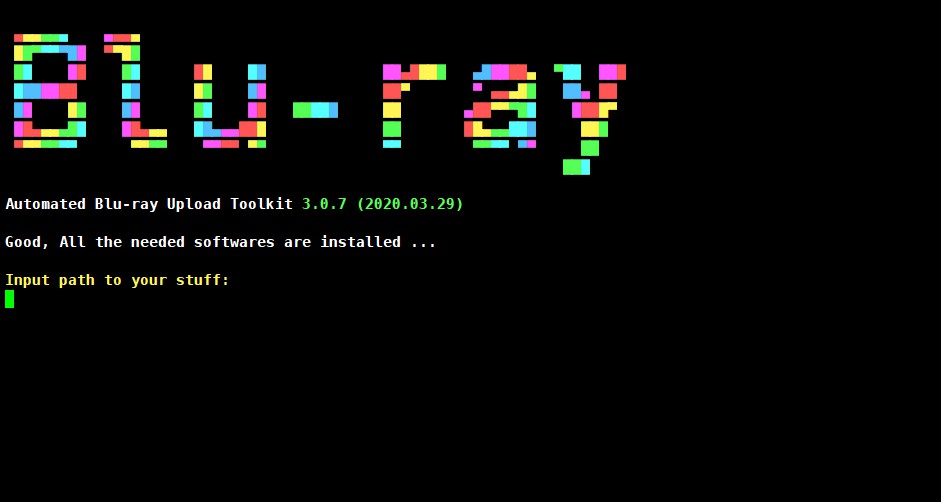 Blu-ray
Automated Blu-ray Upload Toolkit 3.0.7 (2020.03.29)
Good, All the needed softwares are installed ...
Input path to your stuff: